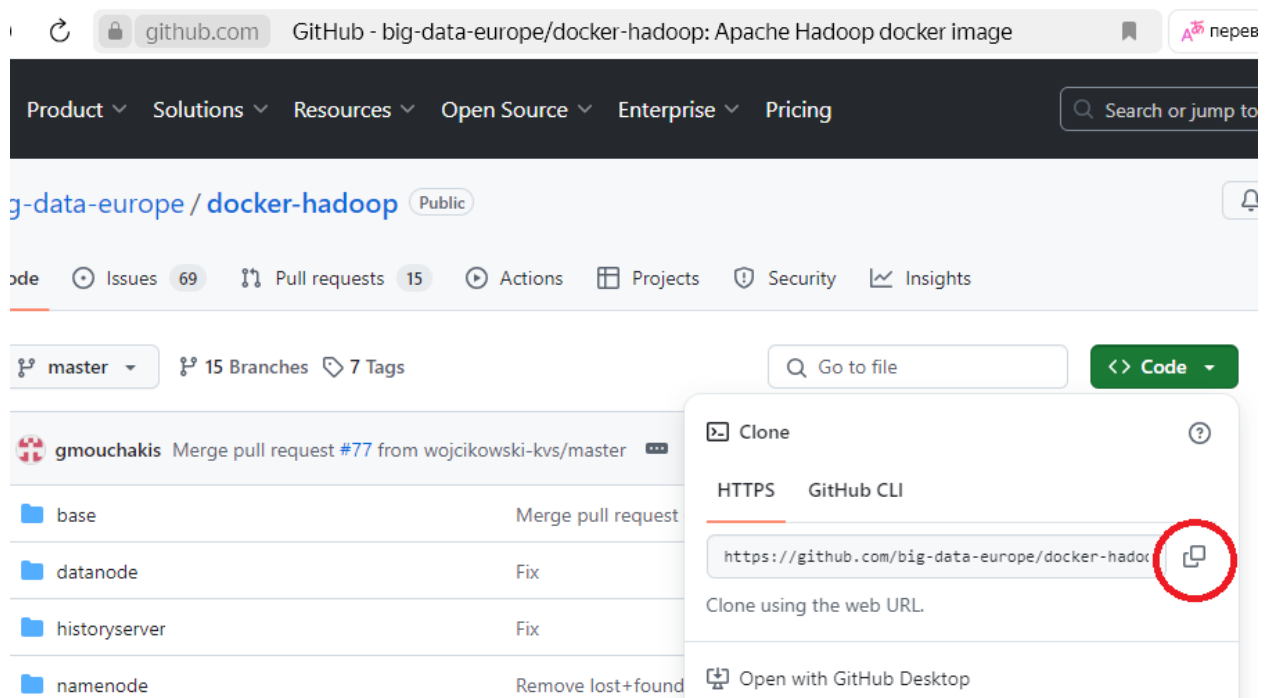 github.com GitHub - big-data-europe/docker-hadoop: Apache Hadoop docker image Aあ перев
Product Solutions Resources Open Source Enterprise Pricing Search or jump to
g-data-europe / docker-hadoop Public
ode Issues 69 Pull requests 15 Actions Projects Security Insights
master 15 Branches 7 Tags Go to file <> Code
Clone
gmouchakis Merge pull request #77 from wojcikowski-kvs/master
HTTPS GitHub CLI
base Merge pull request
https://github.com/big-data-europe/docker-hadoo
datanode Fix
Clone using the web URL.
historyserver Fix
namenode Remove lost+found
Open with GitHub Desktop